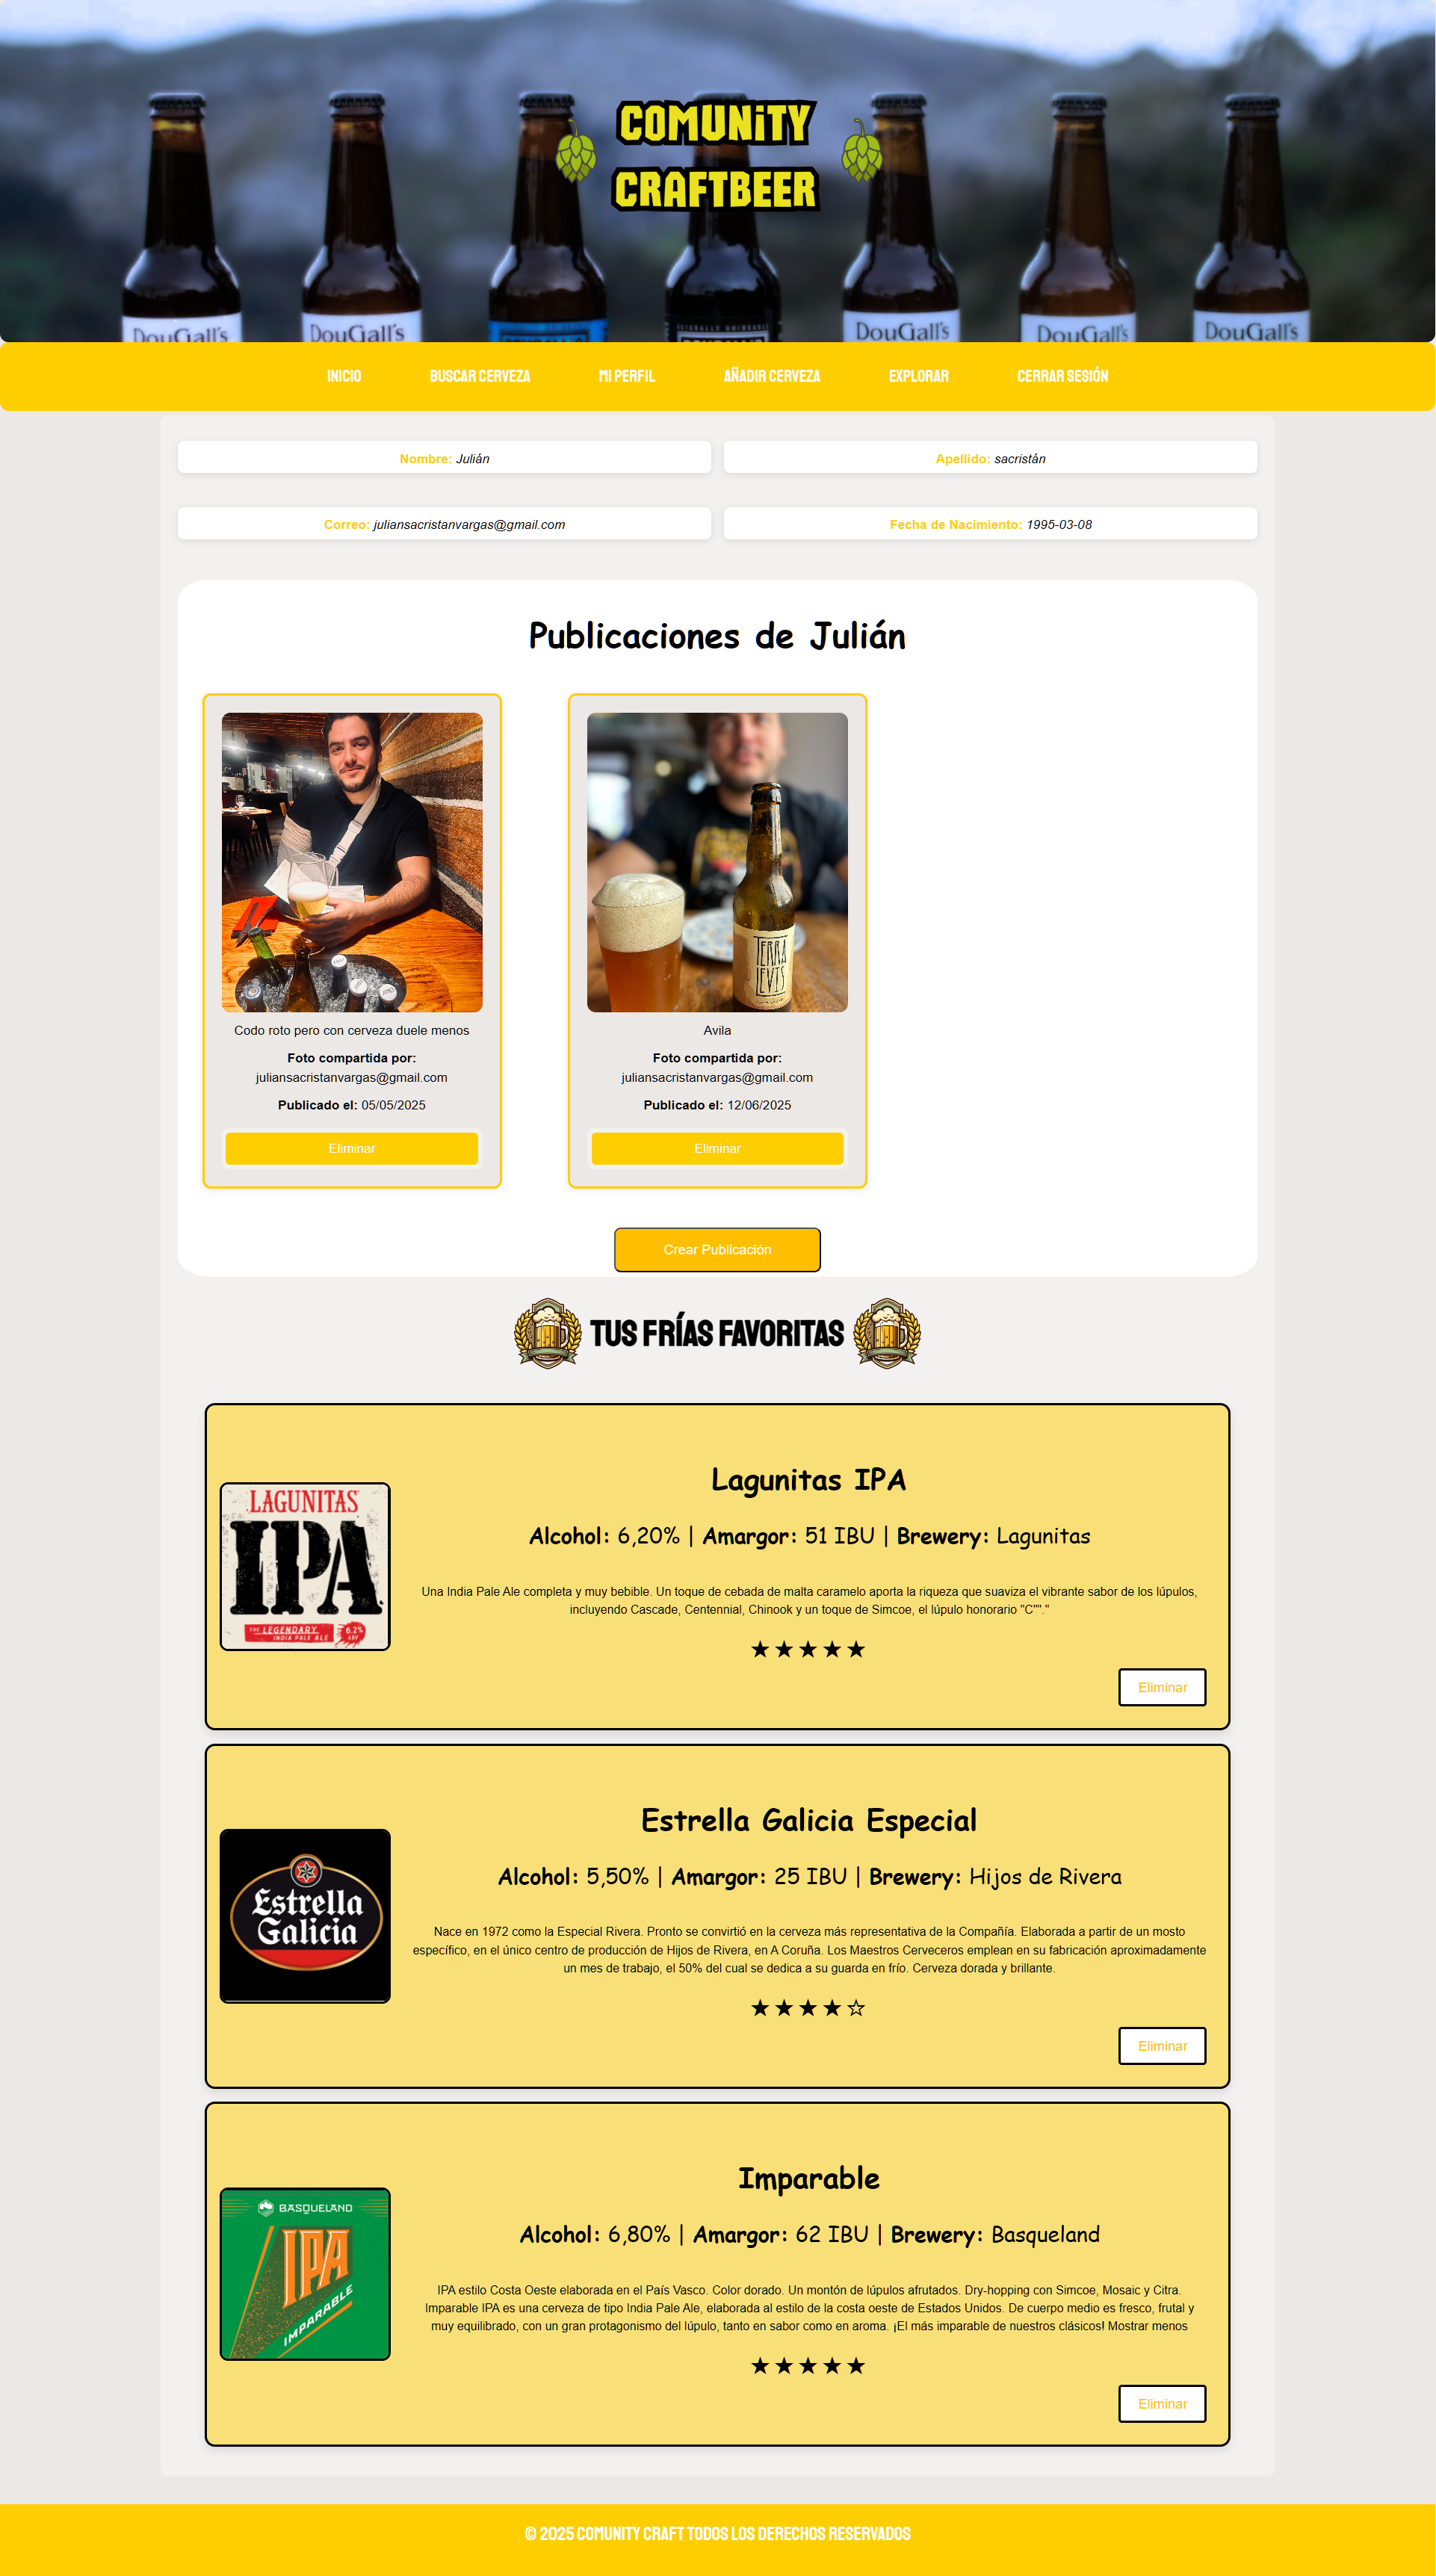 COMUNiTY
CRAFTBEER
DouGall's
DouGall's
NATURALLY DRINKABLE
DouGall's
DouGall's
DouGall's
INICIO
BUSCAR CERVEZA
MI PERFIL
AÑADIR CERVEZA
EXPLORAR
CERRAR SESIÓN
Nombre: Julián
Apellido: sacristán
Correo: juliansacristanvargas@gmail.com
Fecha de Nacimiento: 1995-03-08
Publicaciones de Julián
TERRA
LEVIS
Codo roto pero con cerveza duele menos
Foto compartida por:
juliansacristanvargas@gmail.com
Publicado el: 05/05/2025
Eliminar
Avila
Foto compartida por:
juliansacristanvargas@gmail.com
Publicado el: 12/06/2025
Eliminar
Crear Publicación
TUS FRÍAS FAVORITAS
LAGUNITAS
IPA
THE LEGENDARY
INDIA PALE ALE
6.2%
ABV
Lagunitas IPA
Alcohol: 6,20% | Amargor: 51 IBU | Brewery: Lagunitas
Una India Pale Ale completa y muy bebible. Un toque de cebada de malta caramelo aporta la riqueza que suaviza el vibrante sabor de los lúpulos,
incluyendo Cascade, Centennial, Chinook y un toque de Simcoe, el lúpulo honorario "C""."
★★★★★
Eliminar
Estrella
Galicia
Estrella Galicia Especial
Alcohol: 5,50% | Amargor: 25 IBU | Brewery: Hijos de Rivera
Nace en 1972 como la Especial Rivera. Pronto se convirtió en la cerveza más representativa de la Compañía. Elaborada a partir de un mosto
específico, en el único centro de producción de Hijos de Rivera, en A Coruña. Los Maestros Cerveceros emplean en su fabricación aproximadamente
un mes de trabajo, el 50% del cual se dedica a su guarda en frío. Cerveza dorada y brillante.
★★★★☆
Eliminar
BASQUELAND
IPA
IMPARABLE
Imparable
Alcohol: 6,80% | Amargor: 62 IBU | Brewery: Basqueland
IPA estilo Costa Oeste elaborada en el País Vasco. Color dorado. Un montón de lúpulos afrutados. Dry-hopping con Simcoe, Mosaic y Citra.
Imparable IPA es una cerveza de tipo India Pale Ale, elaborada al estilo de la costa oeste de Estados Unidos. De cuerpo medio es fresco, frutal y
muy equilibrado, con un gran protagonismo del lúpulo, tanto en sabor como en aroma. ¡El más imparable de nuestros clásicos! Mostrar menos
★★★★★
Eliminar
© 2025 COMUNITY CRAFT TODOS LOS DERECHOS RESERVADOS